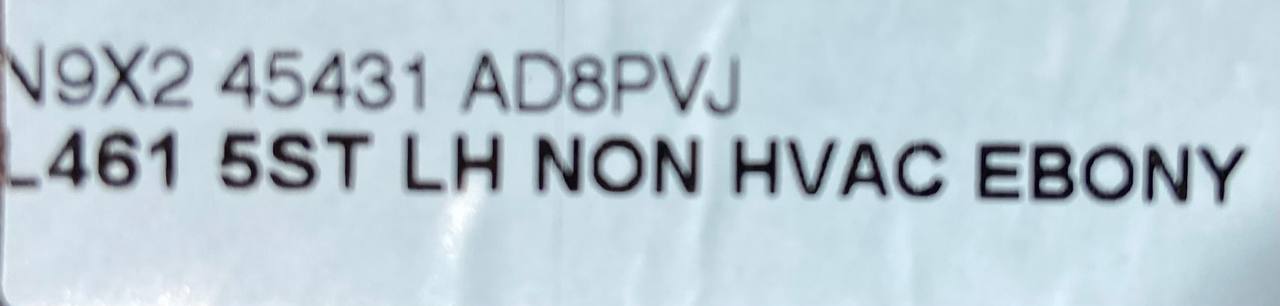 N9X2 45431 AD8PVJ
L461 5ST LH NON HVAC EBONY